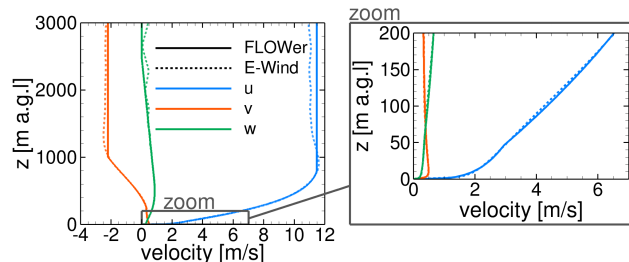 zoom
3000
2000
1000
0
z [m a.g.l]
FLOWer
E-Wind
u
v
w
zoom
-4 -2 0 2 4 6 8 10 12
velocity [m/s]
200
150
100
50
0
z [m a.g.l]
0 2 4 6
velocity [m/s]